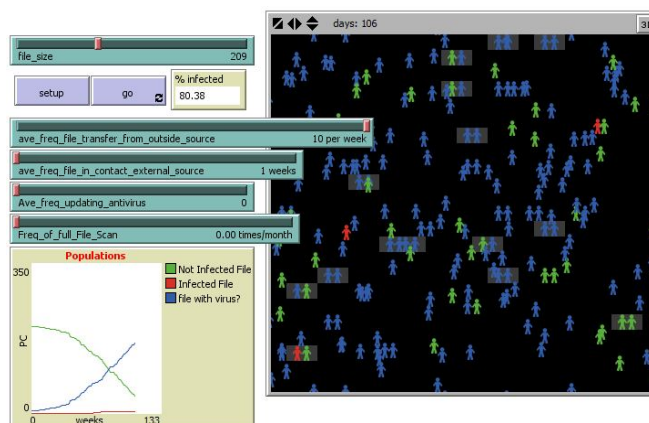 days: 106
file_size 209
setup
go
% infected
80.38
ave_freq_file_transfer_from_outside_source 10 per week
ave_freq_file_in_contact_external_source 1 weeks
Ave_freq_updating_antivirus 0
Freq_of_full_File_Scan 0.00 times/month
Populations
350
PC
0
0 weeks 133
Not Infected File
Infected File
file with virus?